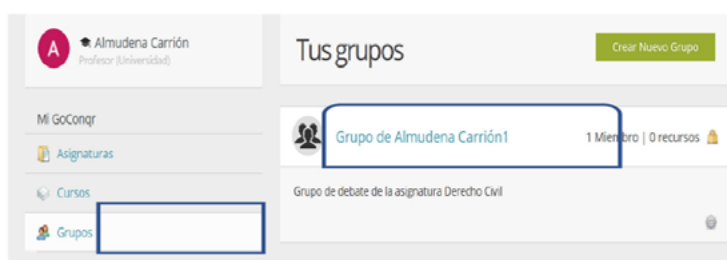 A
Almudena Carrión
Profesor (Universidad)
Mi GoConqr
Asignaturas
Cursos
Grupos
Tus grupos
Crear Nuevo Grupo
Grupo de Almudena Carrión1
1 Miembro | 0 recursos
Grupo de debate de la asignatura Derecho Civil